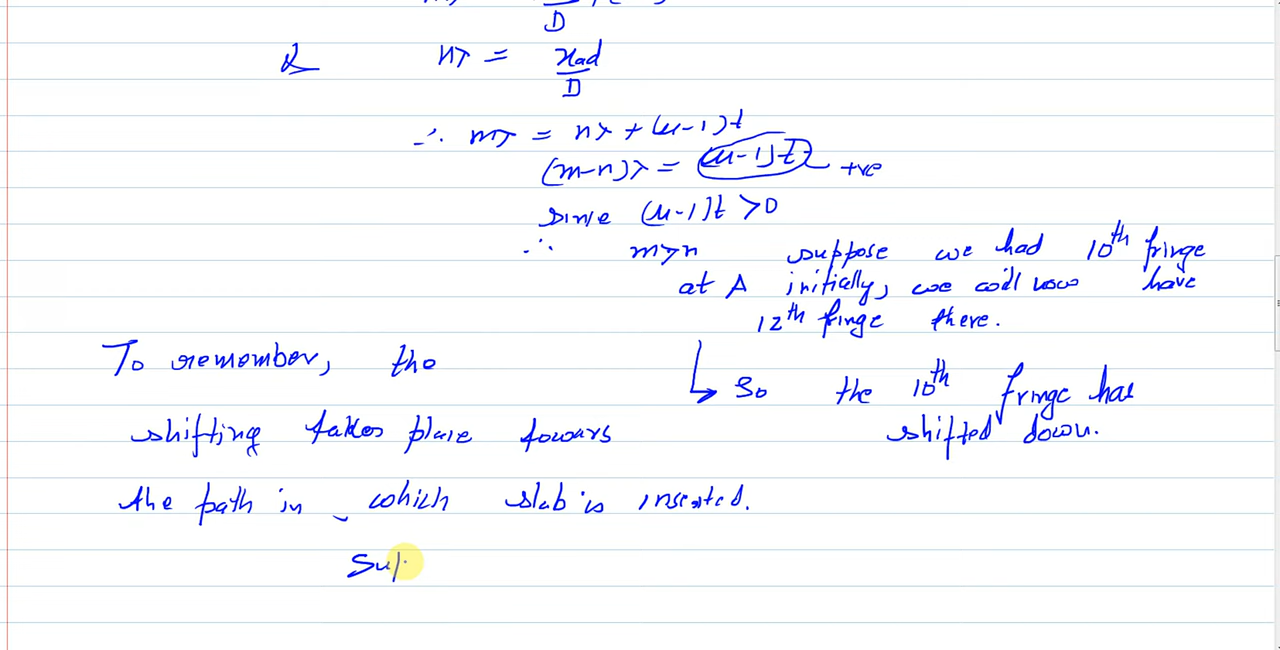 D
& nλ = xₙd
D
∴ mλ = nλ + (μ-1)t
(m-n)λ = (μ-1)t +ve
since (μ-1)t > 0
∴ m>n suppose we had 10th fringe
at A initially, we will now have
12th fringe there.
To remember, the
↳ So the 10th fringe has
shifting takes place towars
shifted down.
the path in which slab is inserted.
Sup